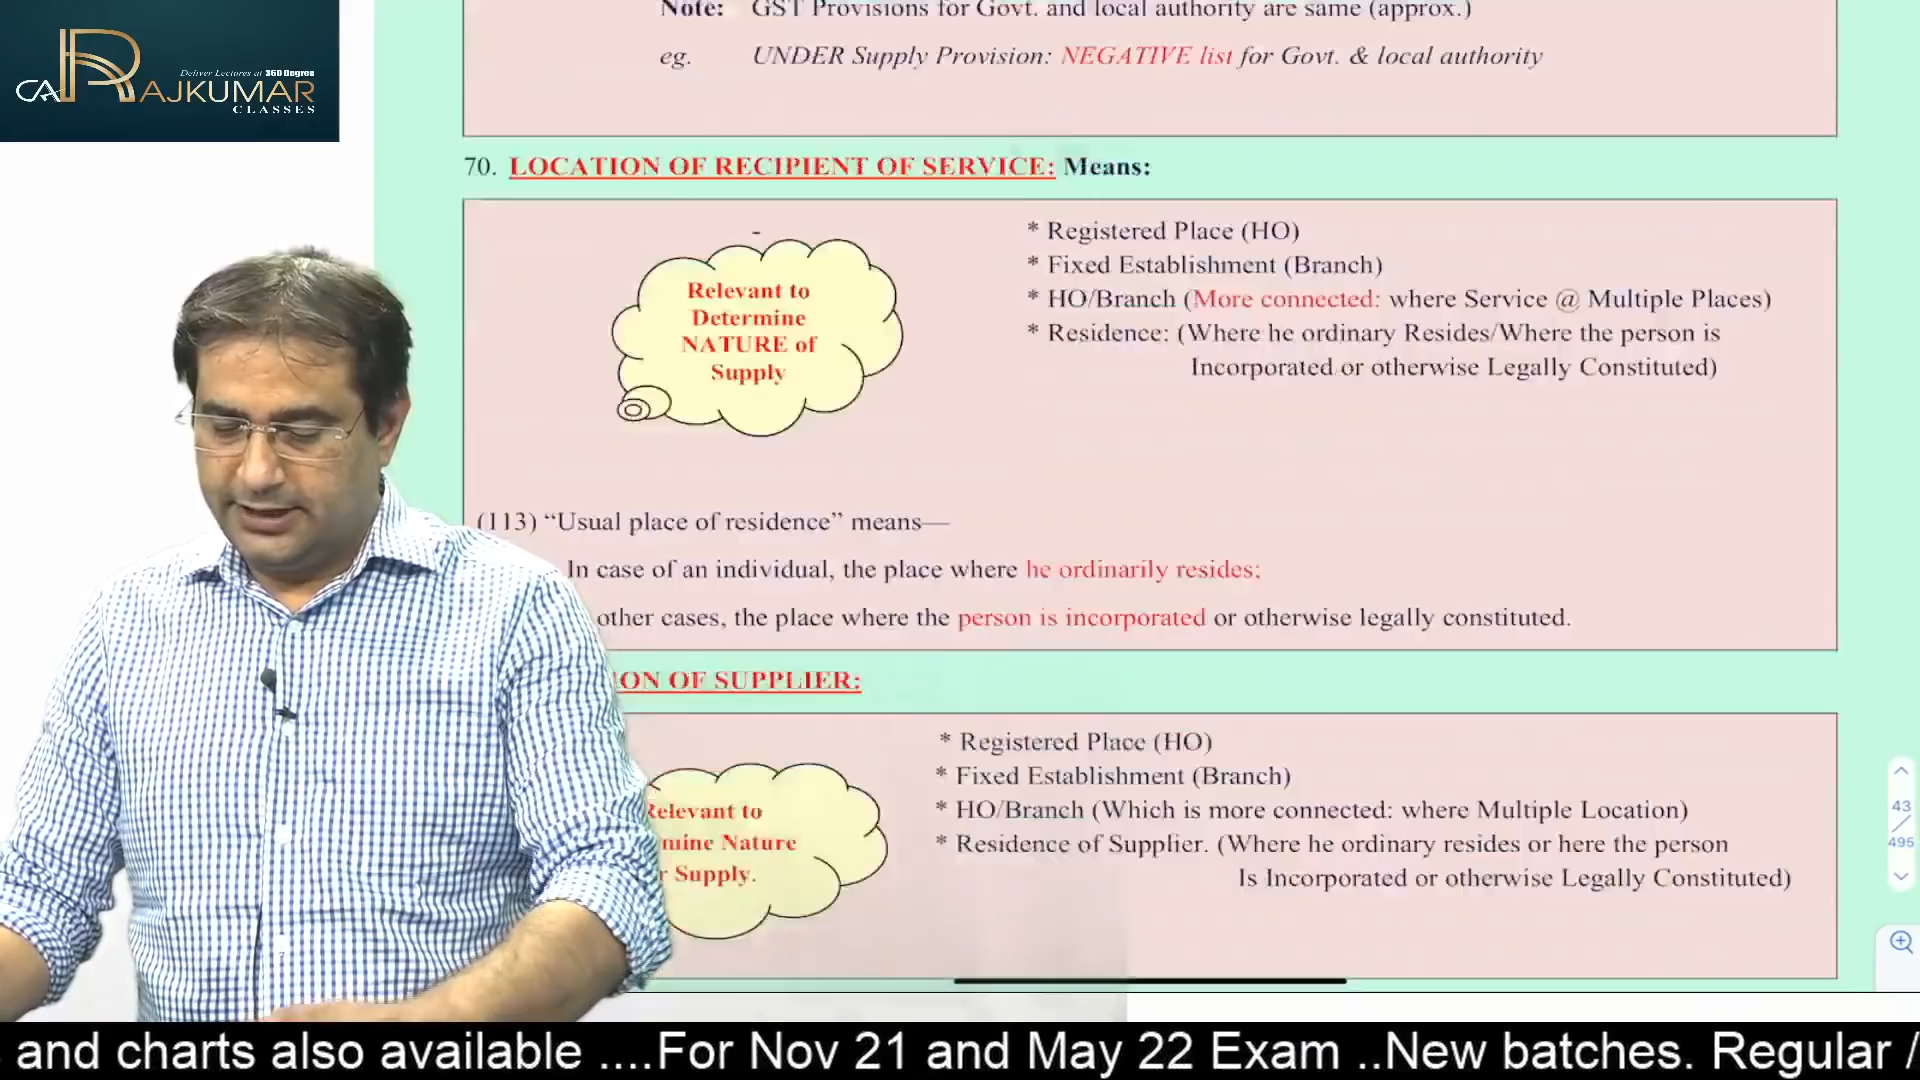 Deliver Lectures at 360 Degree
CA RAJKUMAR
CLASSES
Note: GST Provisions for Govt. and local authority are same (approx.)
eg. UNDER Supply Provision: NEGATIVE list for Govt. & local authority
70. LOCATION OF RECIPIENT OF SERVICE: Means:
Relevant to
Determine
NATURE of
Supply
* Registered Place (HO)
* Fixed Establishment (Branch)
* HO/Branch (More connected: where Service @ Multiple Places)
* Residence: (Where he ordinary Resides/Where the person is
Incorporated or otherwise Legally Constituted)
(113) “Usual place of residence” means—
In case of an individual, the place where he ordinarily resides;
other cases, the place where the person is incorporated or otherwise legally constituted.
ION OF SUPPLIER:
Relevant to
mine Nature
r Supply.
* Registered Place (HO)
* Fixed Establishment (Branch)
* HO/Branch (Which is more connected: where Multiple Location)
* Residence of Supplier. (Where he ordinary resides or here the person
Is Incorporated or otherwise Legally Constituted)
43
495
and charts also available ....For Nov 21 and May 22 Exam ..New batches. Regular /